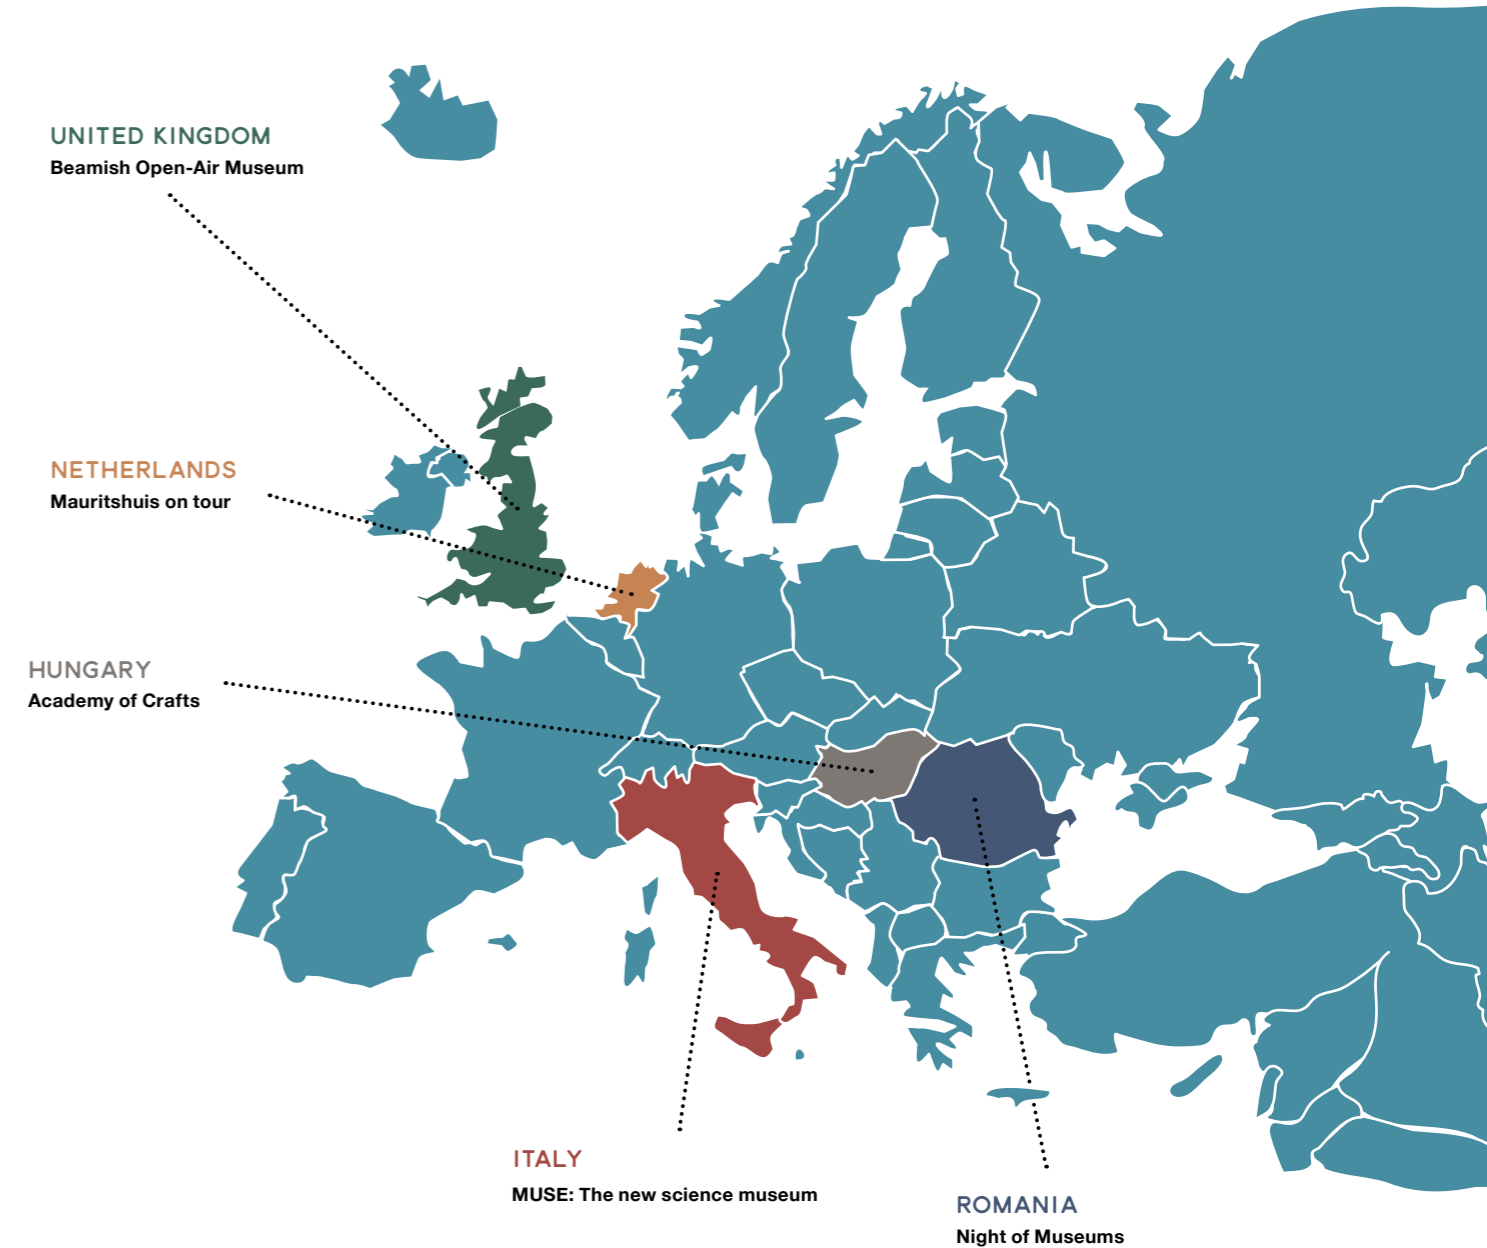 UNITED KINGDOM
Beamish Open-Air Museum
NETHERLANDS
Mauritshuis on tour
HUNGARY
Academy of Crafts
ITALY
MUSE: The new science museum
ROMANIA
Night of Museums